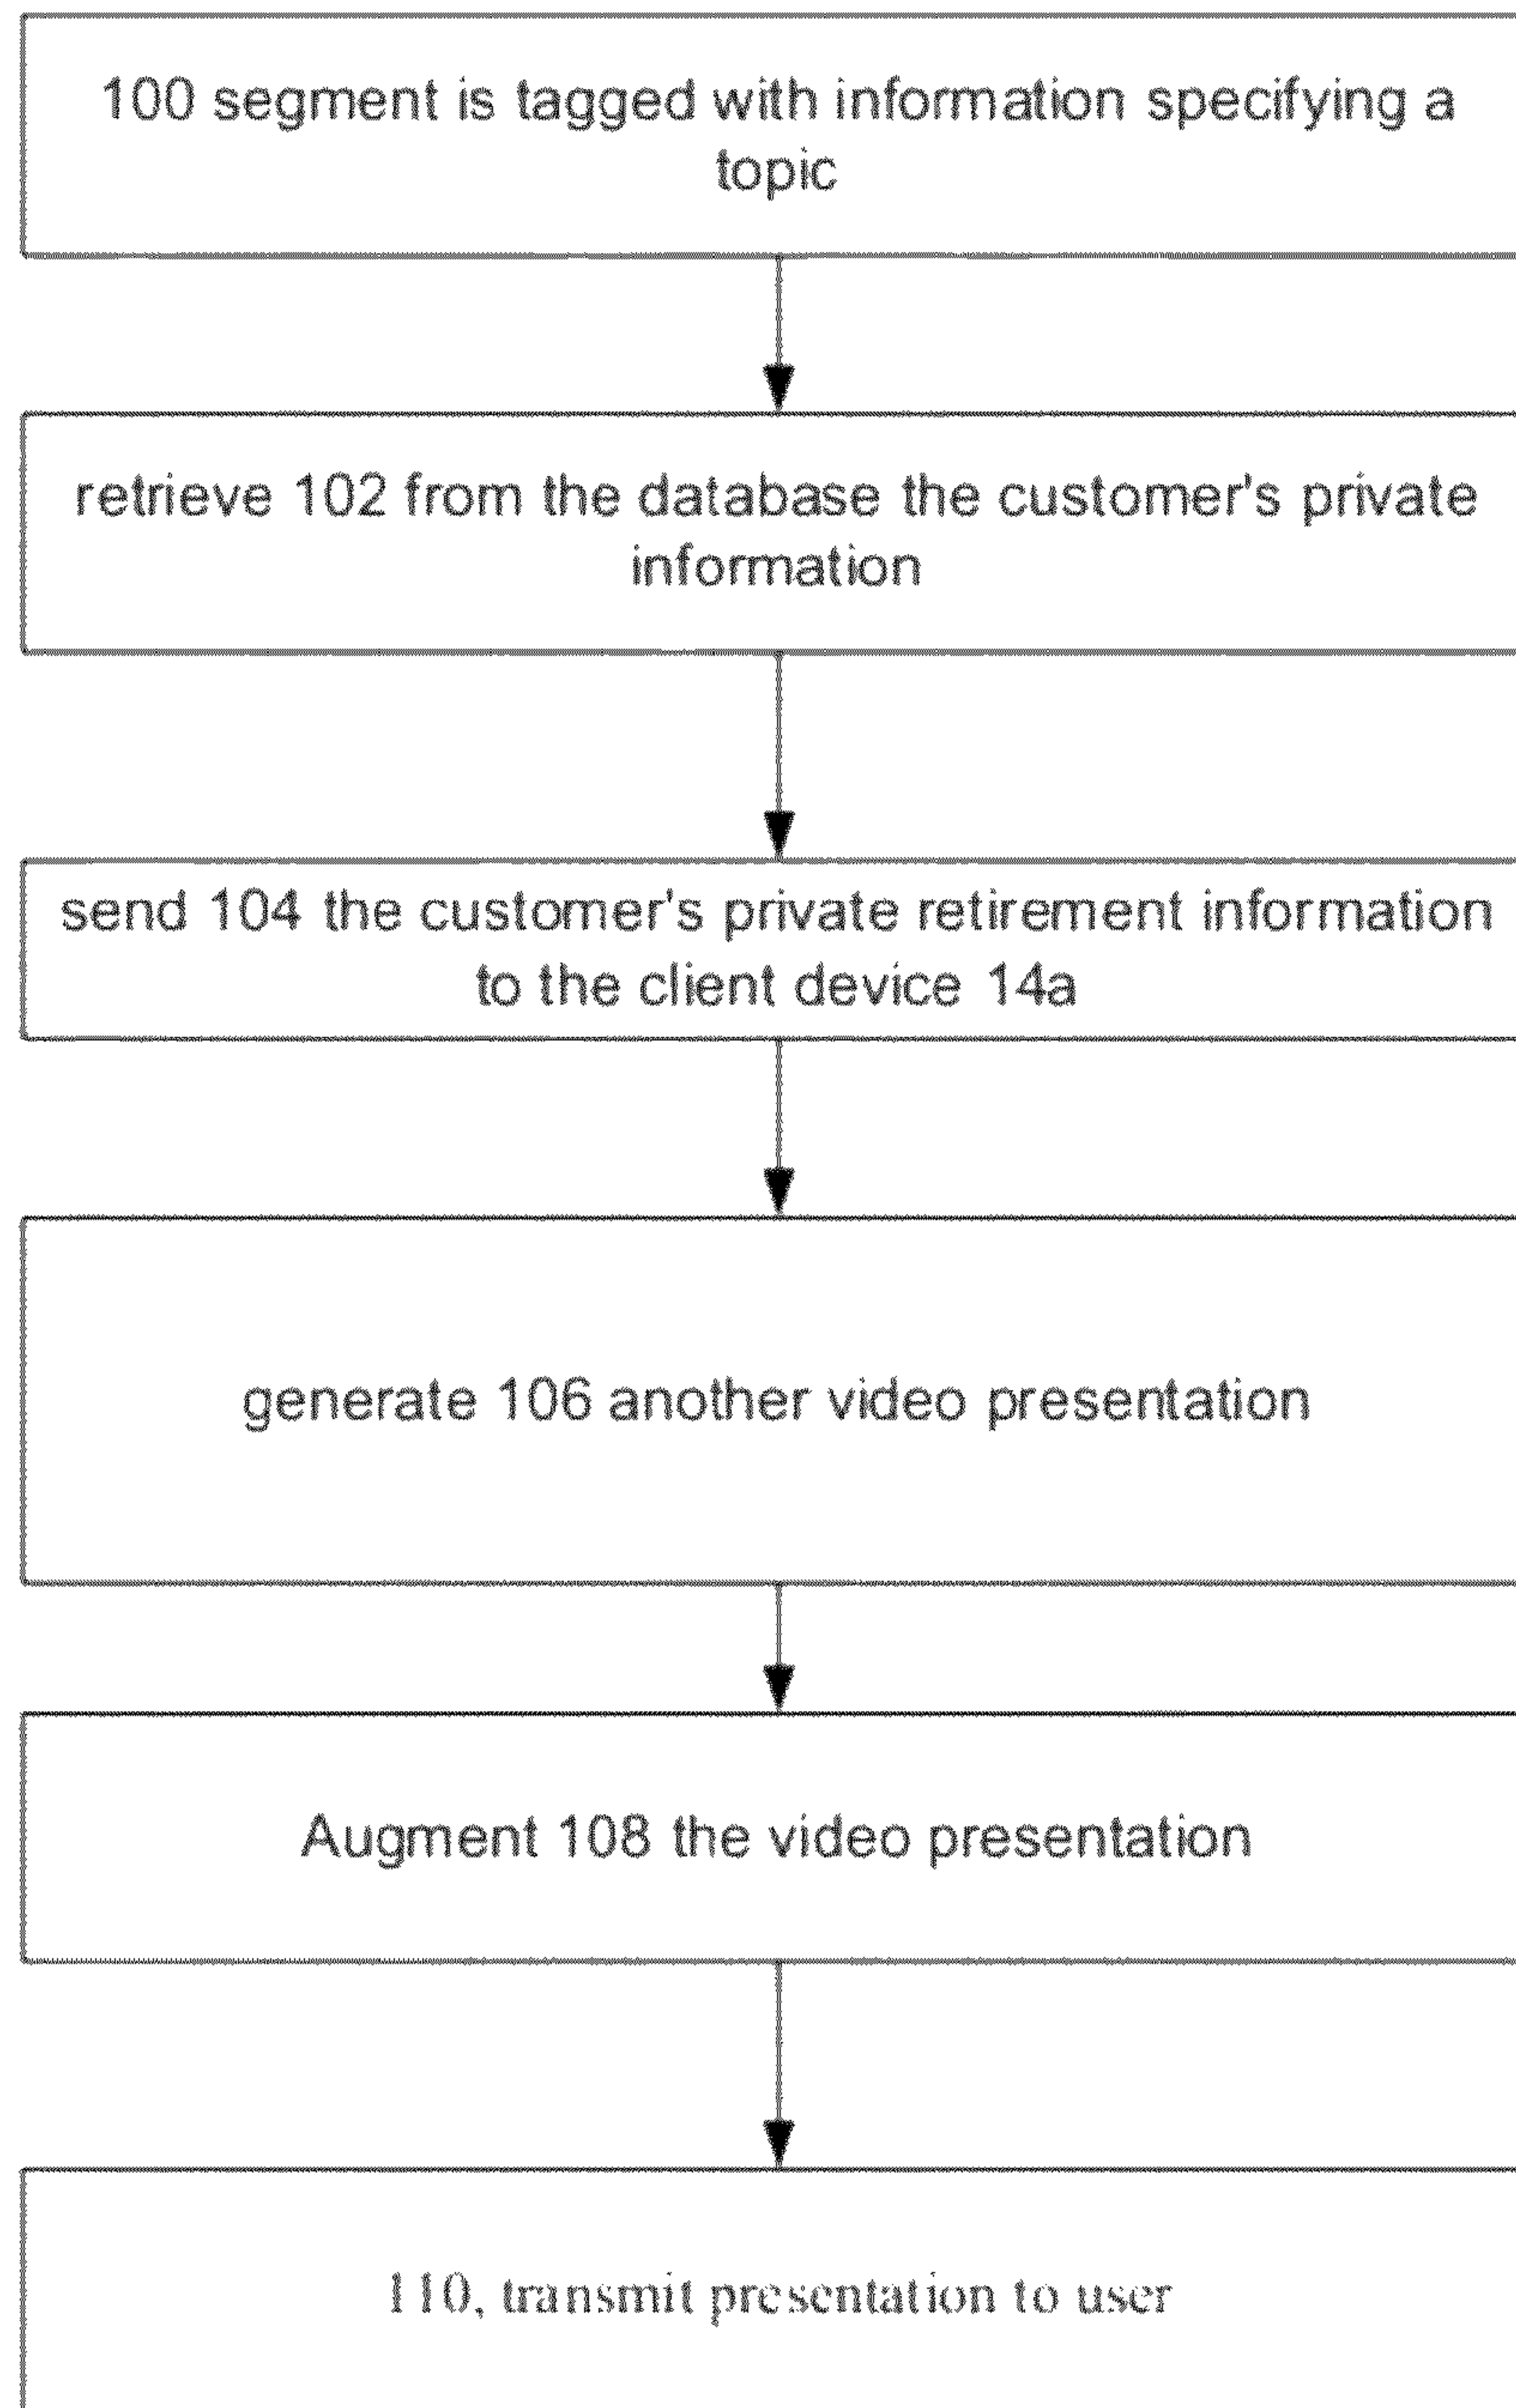 100 segment is tagged with information specifying a
topic
retrieve 102 from the database the customer's private
information
send 104 the customer's private retirement information
to the client device 14a
generate 106 another video presentation
Augment 108 the video presentation
110, transmit presentation to user